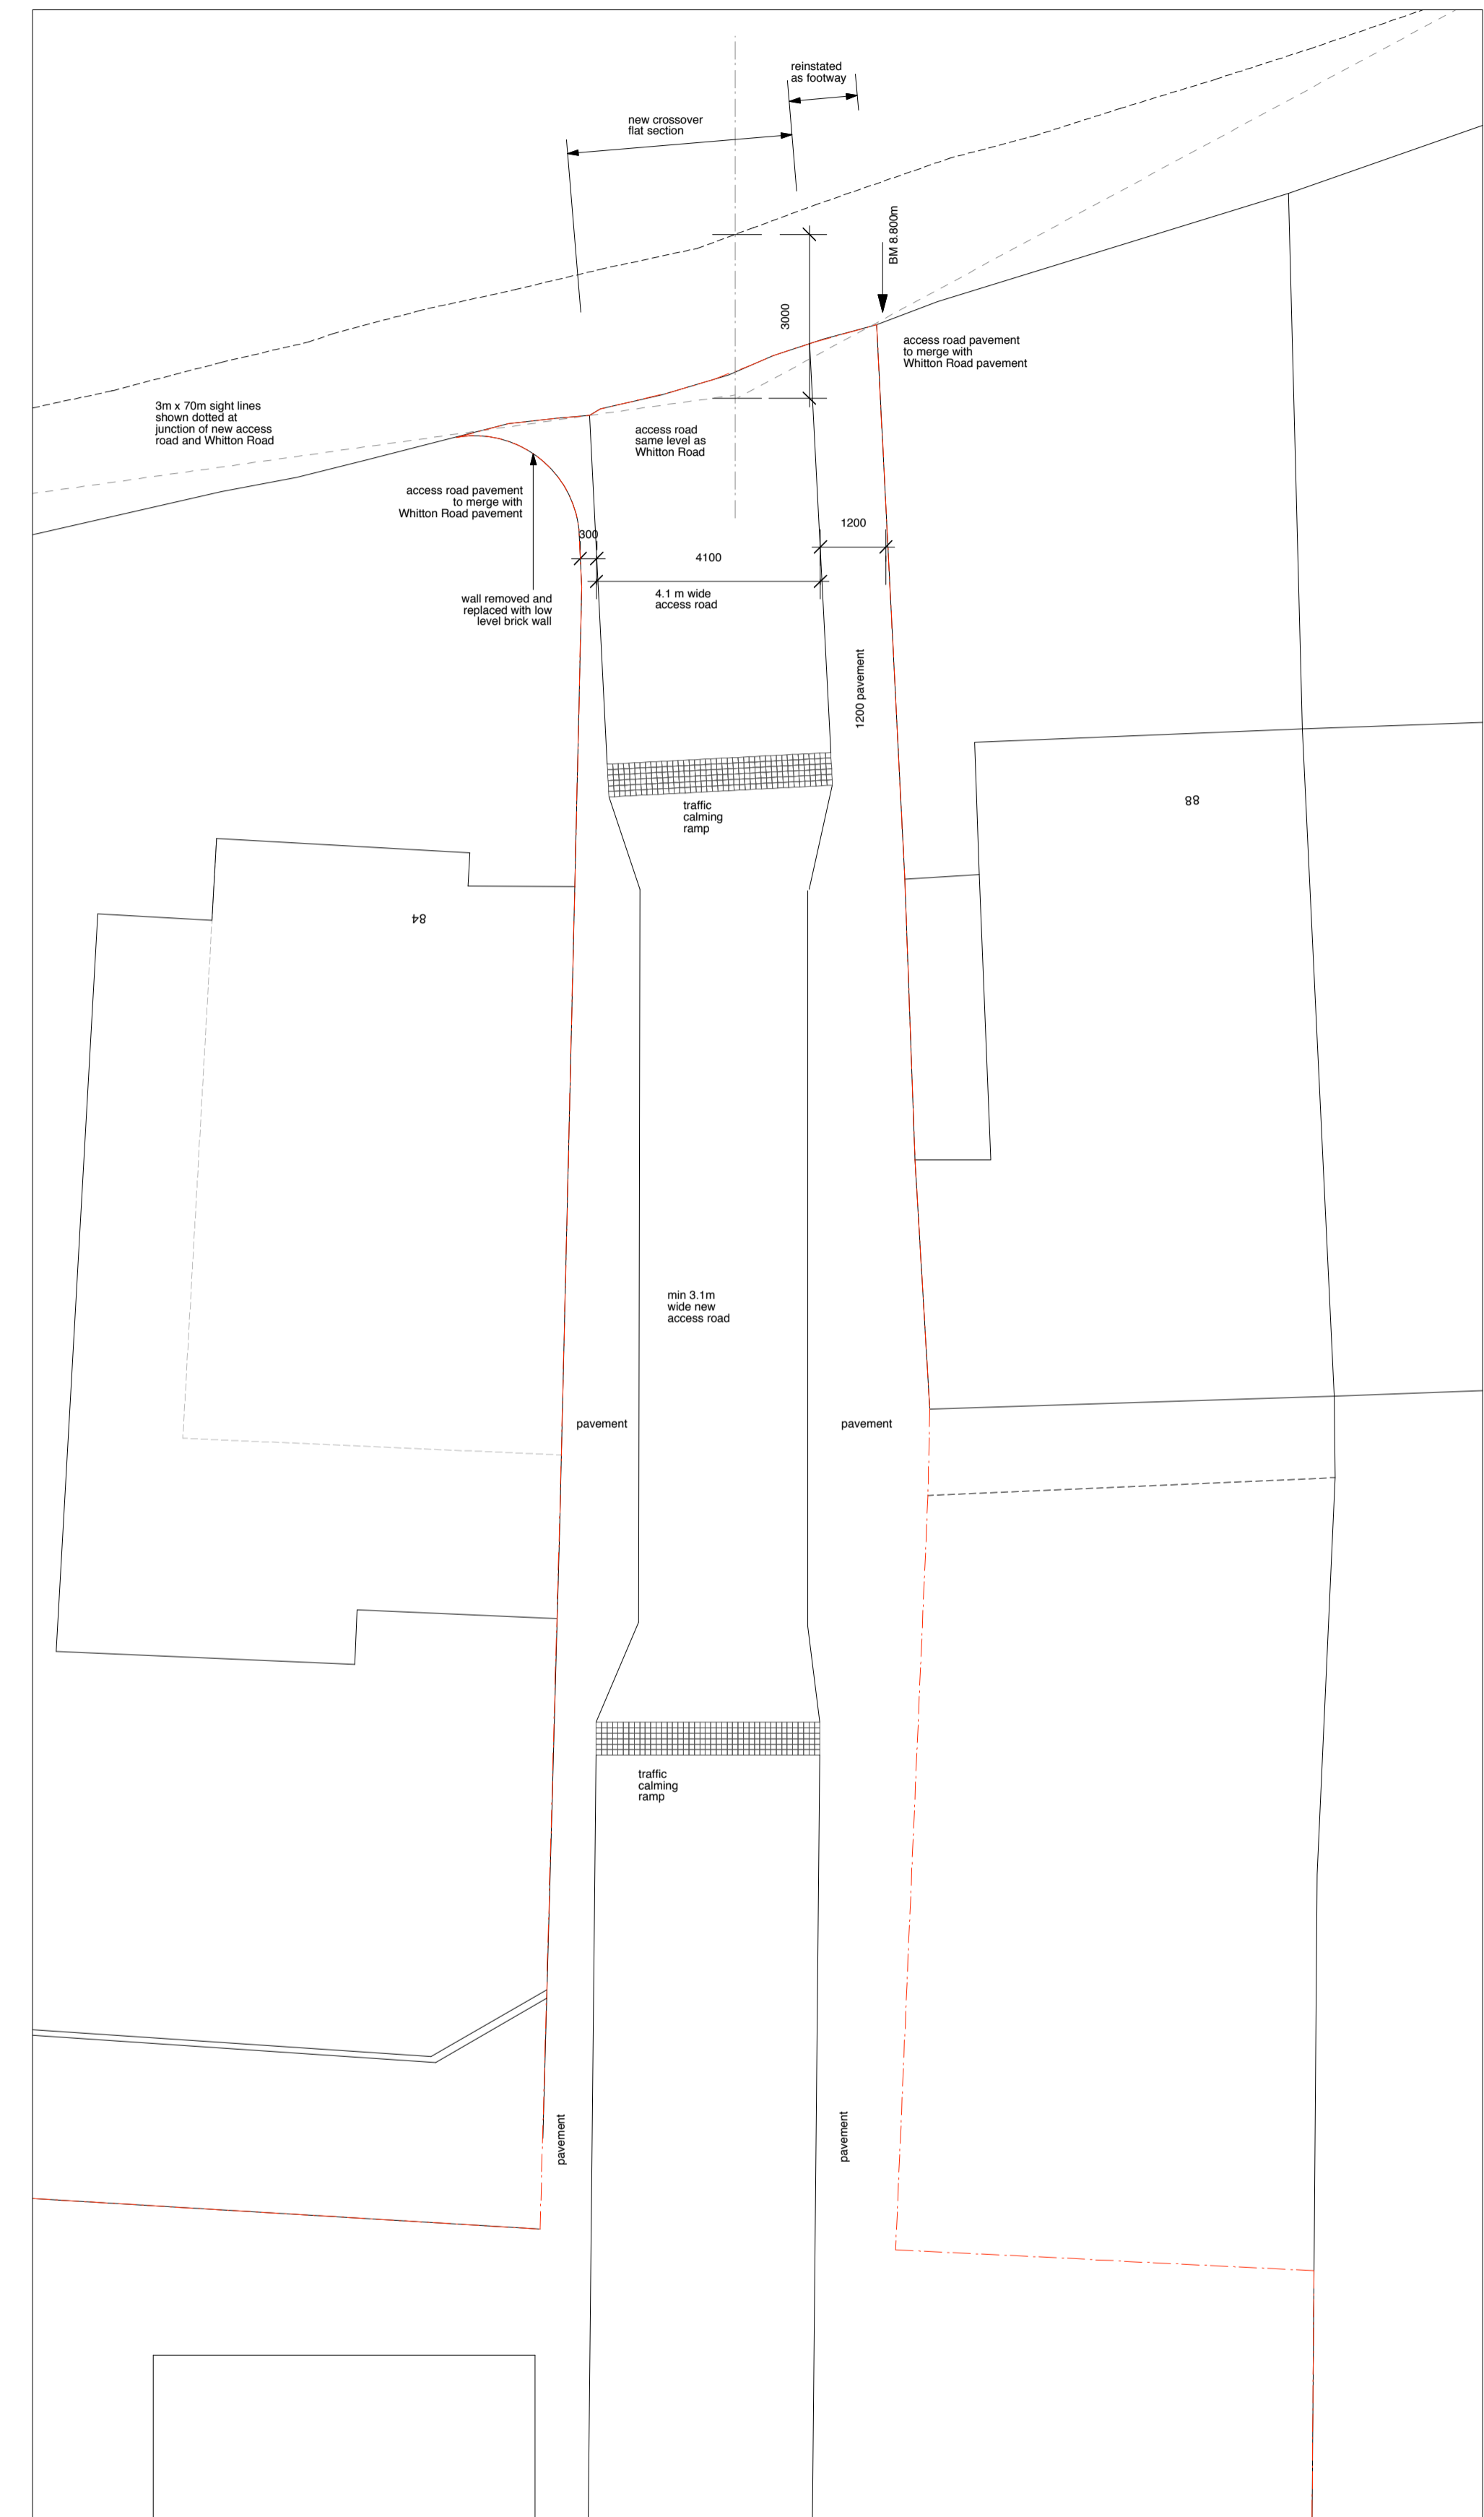 reinstated
as footway
new crossover
flat section
BM 8.800m
3000
access road pavement
to merge with
Whitton Road pavement
3m x 70m sight lines
shown dotted at
junction of new access
road and Whitton Road
access road
same level as
Whitton Road
access road pavement
to merge with
Whitton Road pavement
300
4100
1200
4.1 m wide
access road
wall removed and
replaced with low
level brick wall
1200 pavement
traffic
calming
ramp
88
84
min 3.1m
wide new
access road
pavement
pavement
traffic
calming
ramp
pavement
pavement